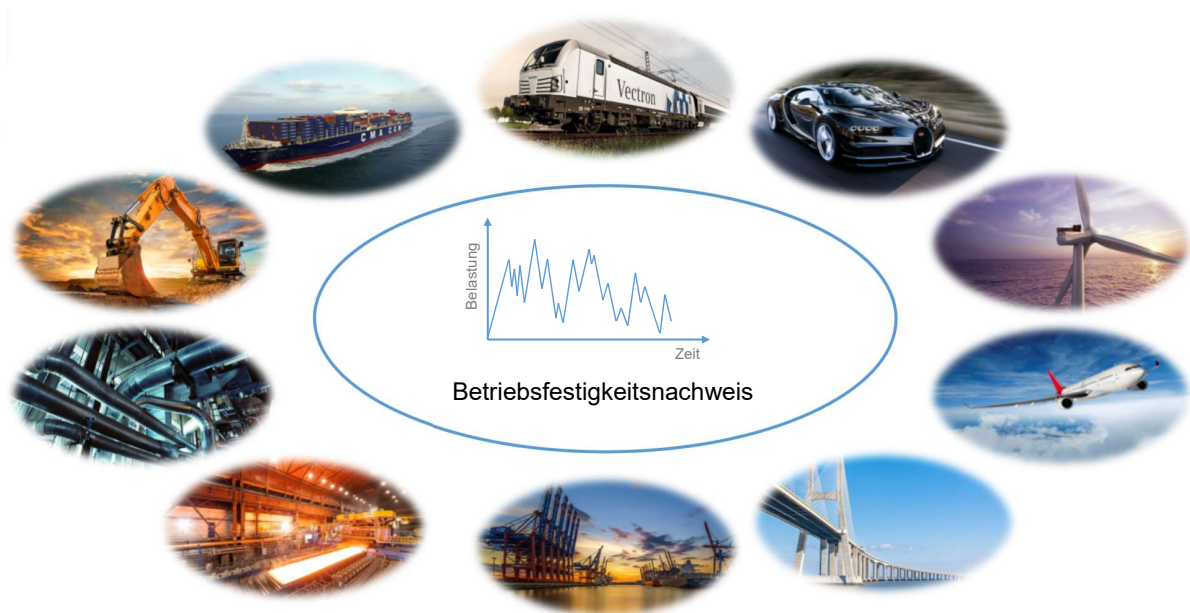 Vectron
CMA CGM
Belastung
Zeit
Betriebsfestigkeitsnachweis